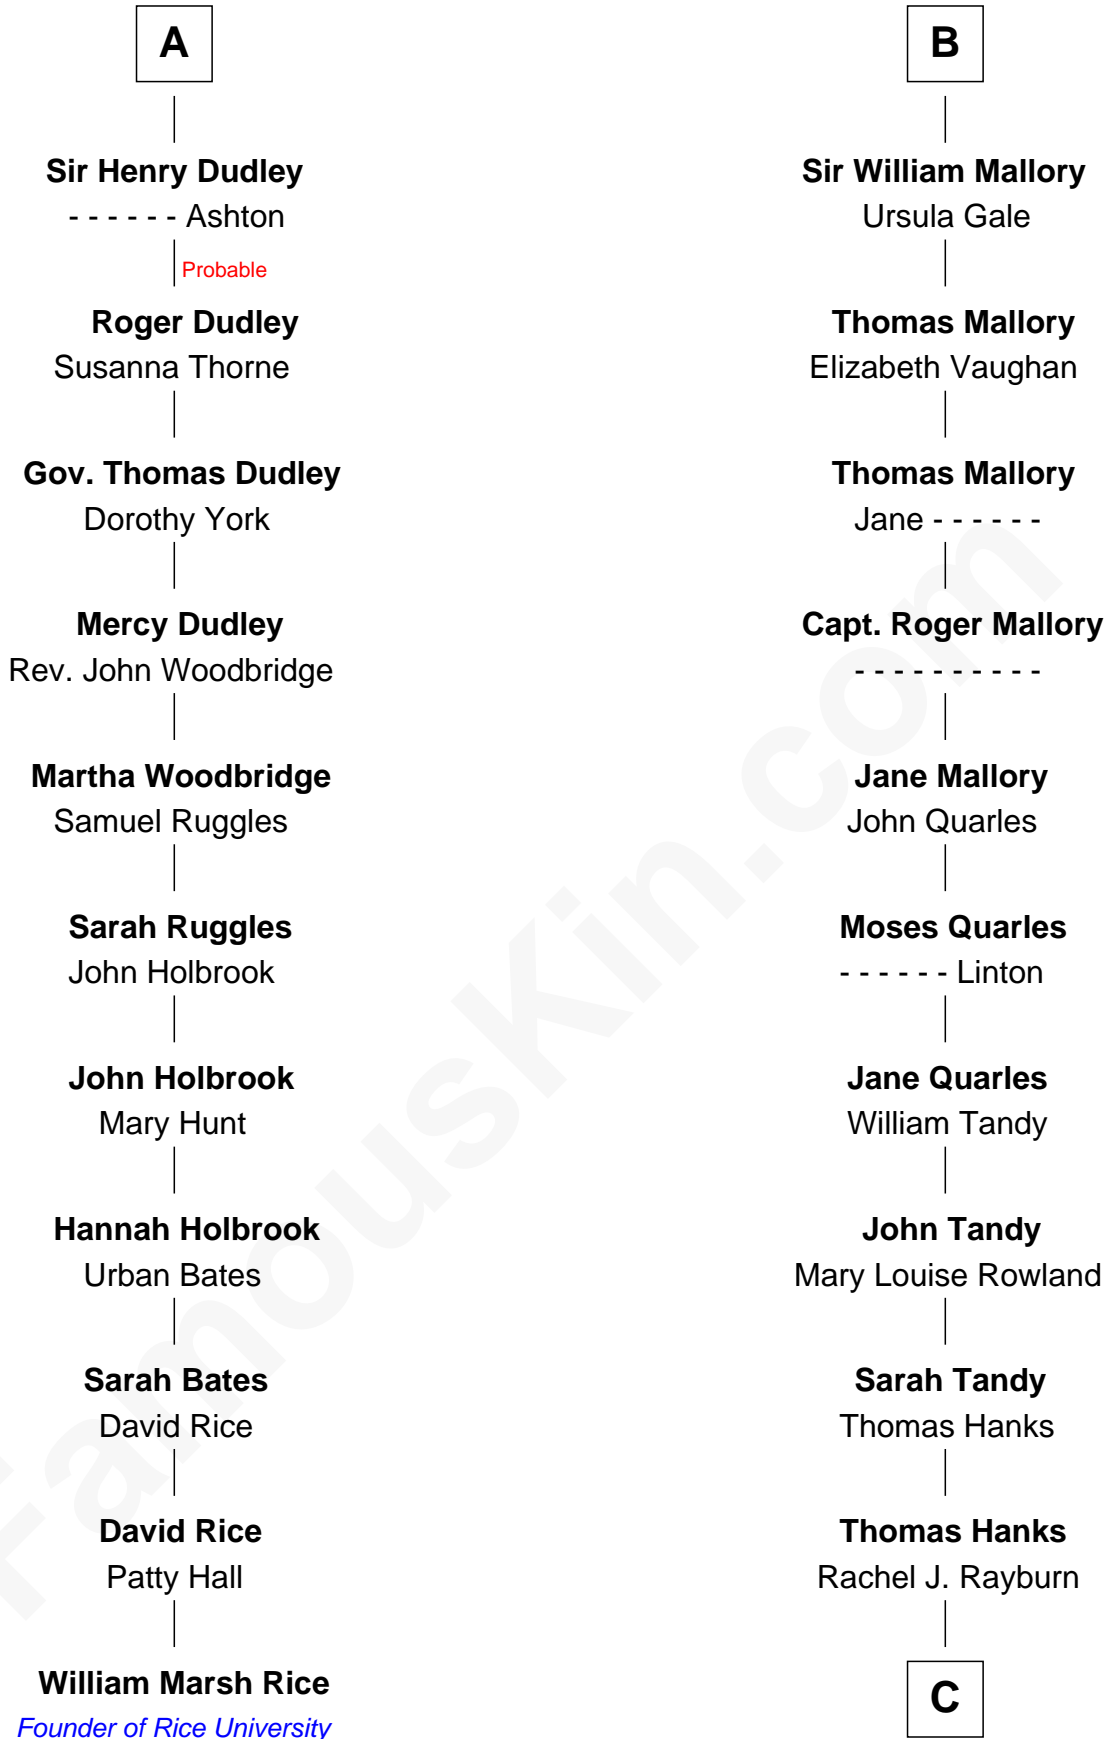 A
Sir Henry Dudley
- - - - - - Ashton
Probable
Roger Dudley
Susanna Thorne
Gov. Thomas Dudley
Dorothy York
Mercy Dudley
Rev. John Woodbridge
Martha Woodbridge
Samuel Ruggles
Sarah Ruggles
John Holbrook
John Holbrook
Mary Hunt
Hannah Holbrook
Urban Bates
Sarah Bates
David Rice
David Rice
Patty Hall
William Marsh Rice
Founder of Rice University
B
Sir William Mallory
Ursula Gale
Thomas Mallory
Elizabeth Vaughan
Thomas Mallory
Jane - - - - - -
Capt. Roger Mallory
- - - - - - - - - -
Jane Mallory
John Quarles
Moses Quarles
- - - - - - Linton
Jane Quarles
William Tandy
John Tandy
Mary Louise Rowland
Sarah Tandy
Thomas Hanks
Thomas Hanks
Rachel J. Rayburn
C
FamousKin.com